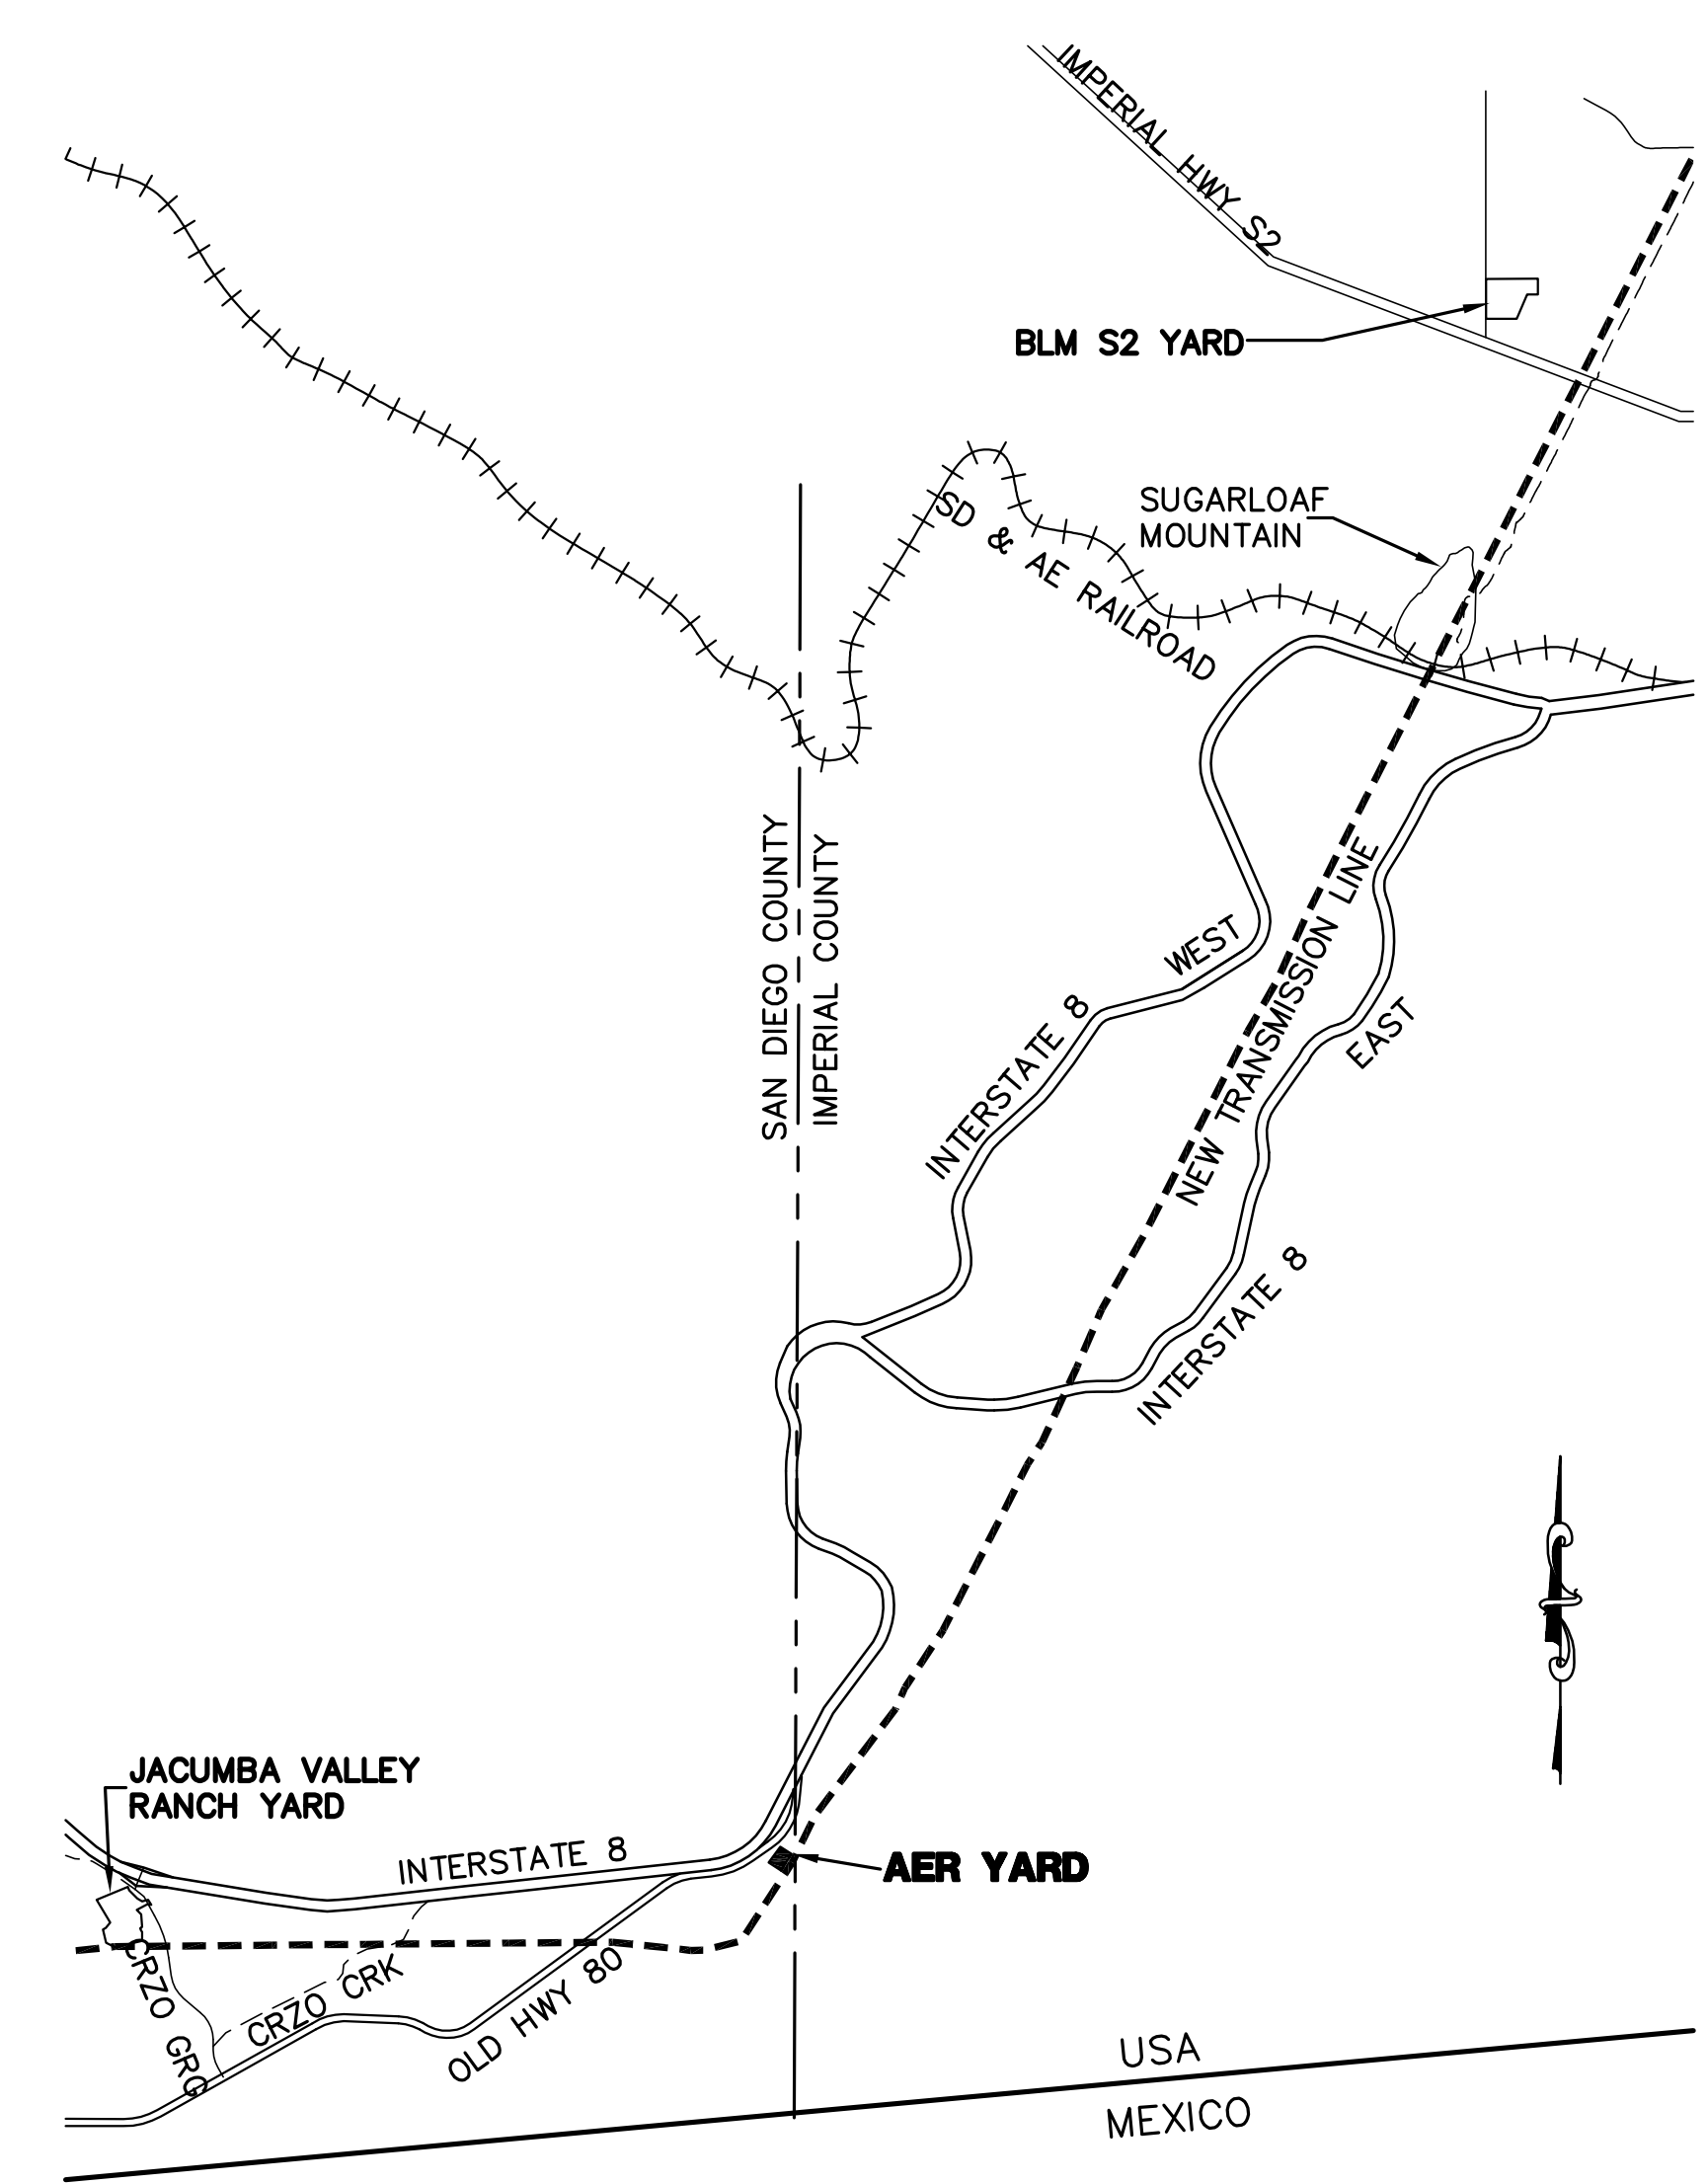 IMPERIAL HWY S2
BLM S2 YARD
SUGARLOAF
MOUNTAIN
SD & AE RAILROAD
SAN DIEGO COUNTY
IMPERIAL COUNTY
WEST
INTERSTATE 8
NEW TRANSMISSION LINE
EAST
INTERSTATE 8
JACUMBA VALLEY
RANCH YARD
INTERSTATE 8
AER YARD
CRZO GRG
CRZO CRK
OLD HWY 80
USA
MEXICO